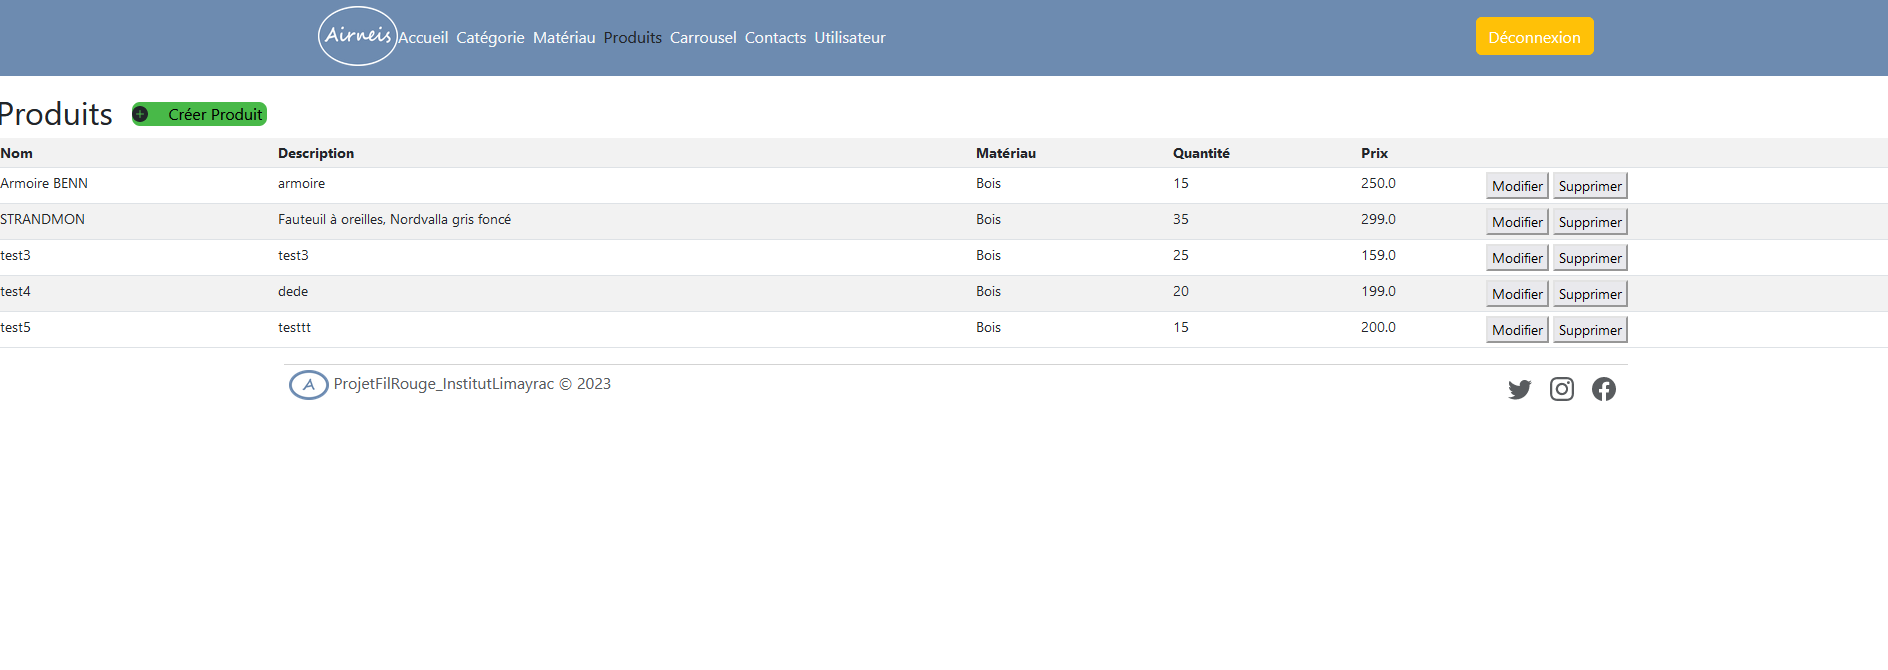 Airneis Accueil Catégorie Matériau Produits Carrousel Contacts Utilisateur Déconnexion
Produits Créer Produit
Nom Description Matériau Quantité Prix
Armoire BENN armoire Bois 15 250.0 Modifier Supprimer
STRANDMON Fauteuil à oreilles, Nordvalla gris foncé Bois 35 299.0 Modifier Supprimer
test3 test3 Bois 25 159.0 Modifier Supprimer
test4 dede Bois 20 199.0 Modifier Supprimer
test5 testtt Bois 15 200.0 Modifier Supprimer
A ProjetFilRouge_InstitutLimayrac © 2023